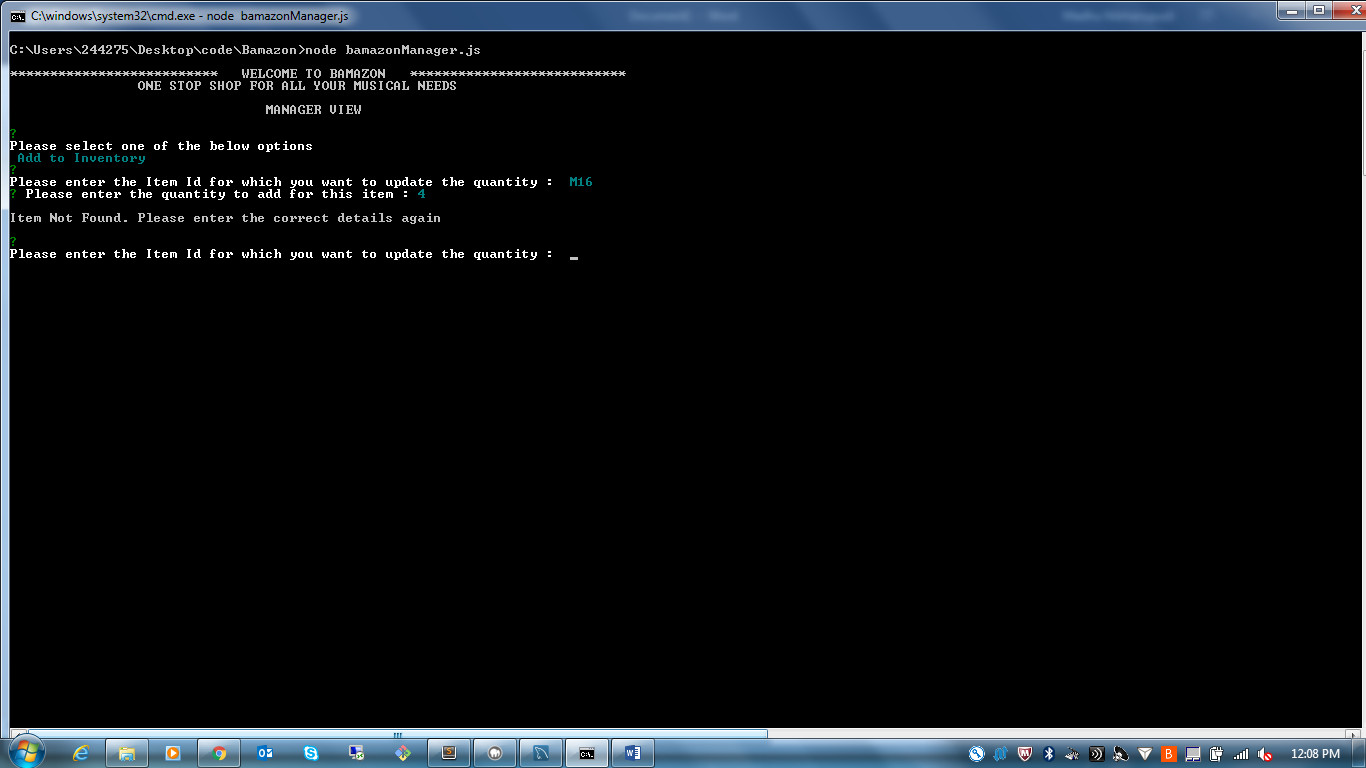 C:\windows\system32\cmd.exe - node  bamazonManager.js
C:\Users\244275\Desktop\code\Bamazon>node bamazonManager.js
**************************   WELCOME TO BAMAZON   ***************************
ONE STOP SHOP FOR ALL YOUR MUSICAL NEEDS
MANAGER VIEW
?
Please select one of the below options
Add to Inventory
?
Please enter the Item Id for which you want to update the quantity :  M16
? Please enter the quantity to add for this item : 4
Item Not Found. Please enter the correct details again
?
Please enter the Item Id for which you want to update the quantity :  _
12:08 PM